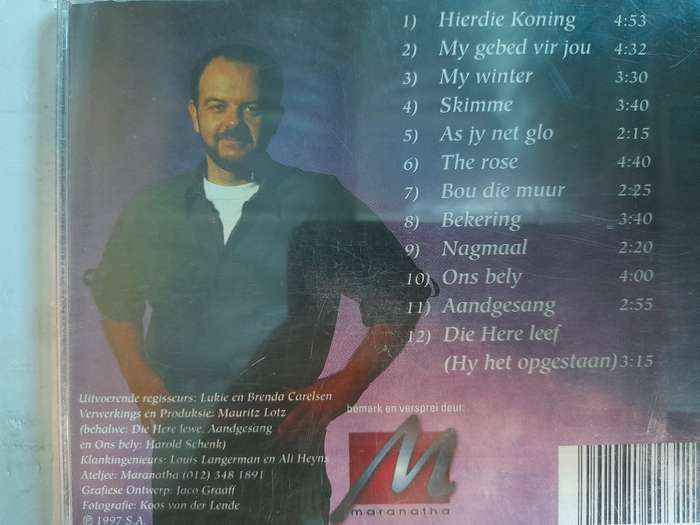 1) Hierdie Koning 4:53
2) My gebed vir jou 4:32
3) My winter 3:30
4) Skimme 3:40
5) As jy net glo 2:15
6) The rose 4:40
7) Bou die muur 2:25
8) Bekering 3:40
9) Nagmaal 2:20
10) Ons bely 4:00
11) Aandgesang 2:55
12) Die Here leef
(Hy het opgestaan) 3:15
Uitvoerende regisseurs: Lukie en Brenda Carelsen
Verwerkings en Produksie: Mauritz Lotz
(behalwe: Die Here lewe, Aandgesang
en Ons bely: Harold Schenk)
Klankingenieurs: Louis Langerman en Ali Heyns
Ateljee: Maranatha (012) 348 1891
Grafiese Ontwerp: Jaco Graaff
Fotografie: Koos van der Lende
℗ 1997 S.A.
bemark en versprei deur:
M
maranatha